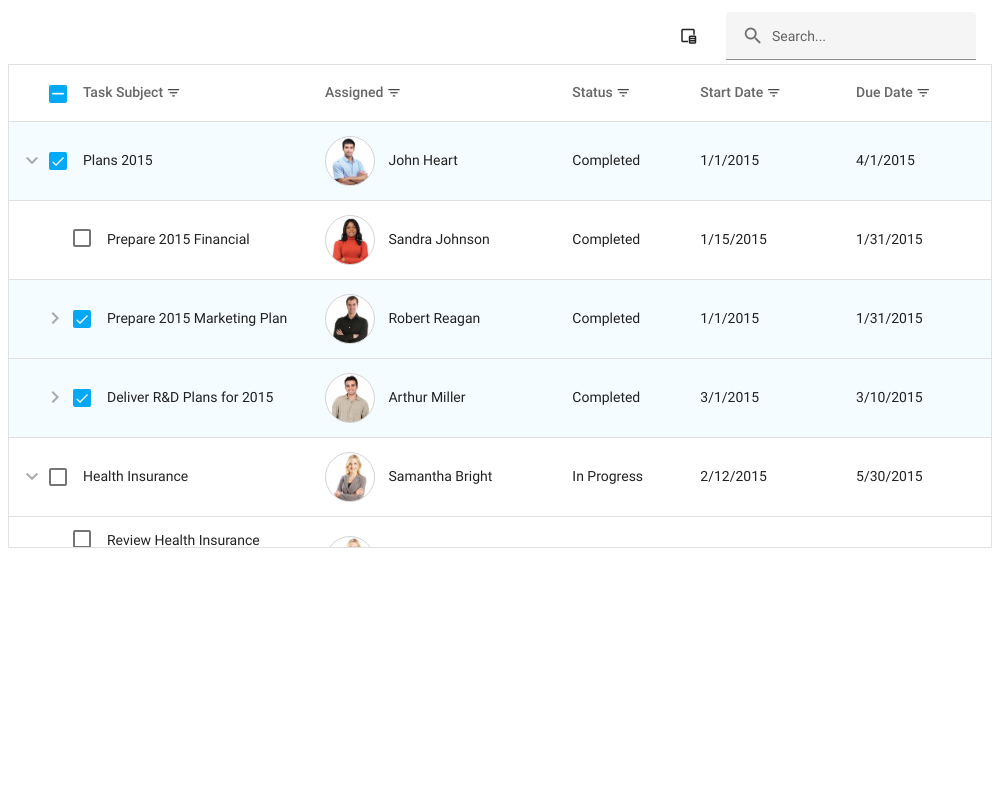 Search...
Task Subject Assigned Status Start Date Due Date
Plans 2015 John Heart Completed 1/1/2015 4/1/2015
Prepare 2015 Financial Sandra Johnson Completed 1/15/2015 1/31/2015
Prepare 2015 Marketing Plan Robert Reagan Completed 1/1/2015 1/31/2015
Deliver R&D Plans for 2015 Arthur Miller Completed 3/1/2015 3/10/2015
Health Insurance Samantha Bright In Progress 2/12/2015 5/30/2015
Review Health Insurance